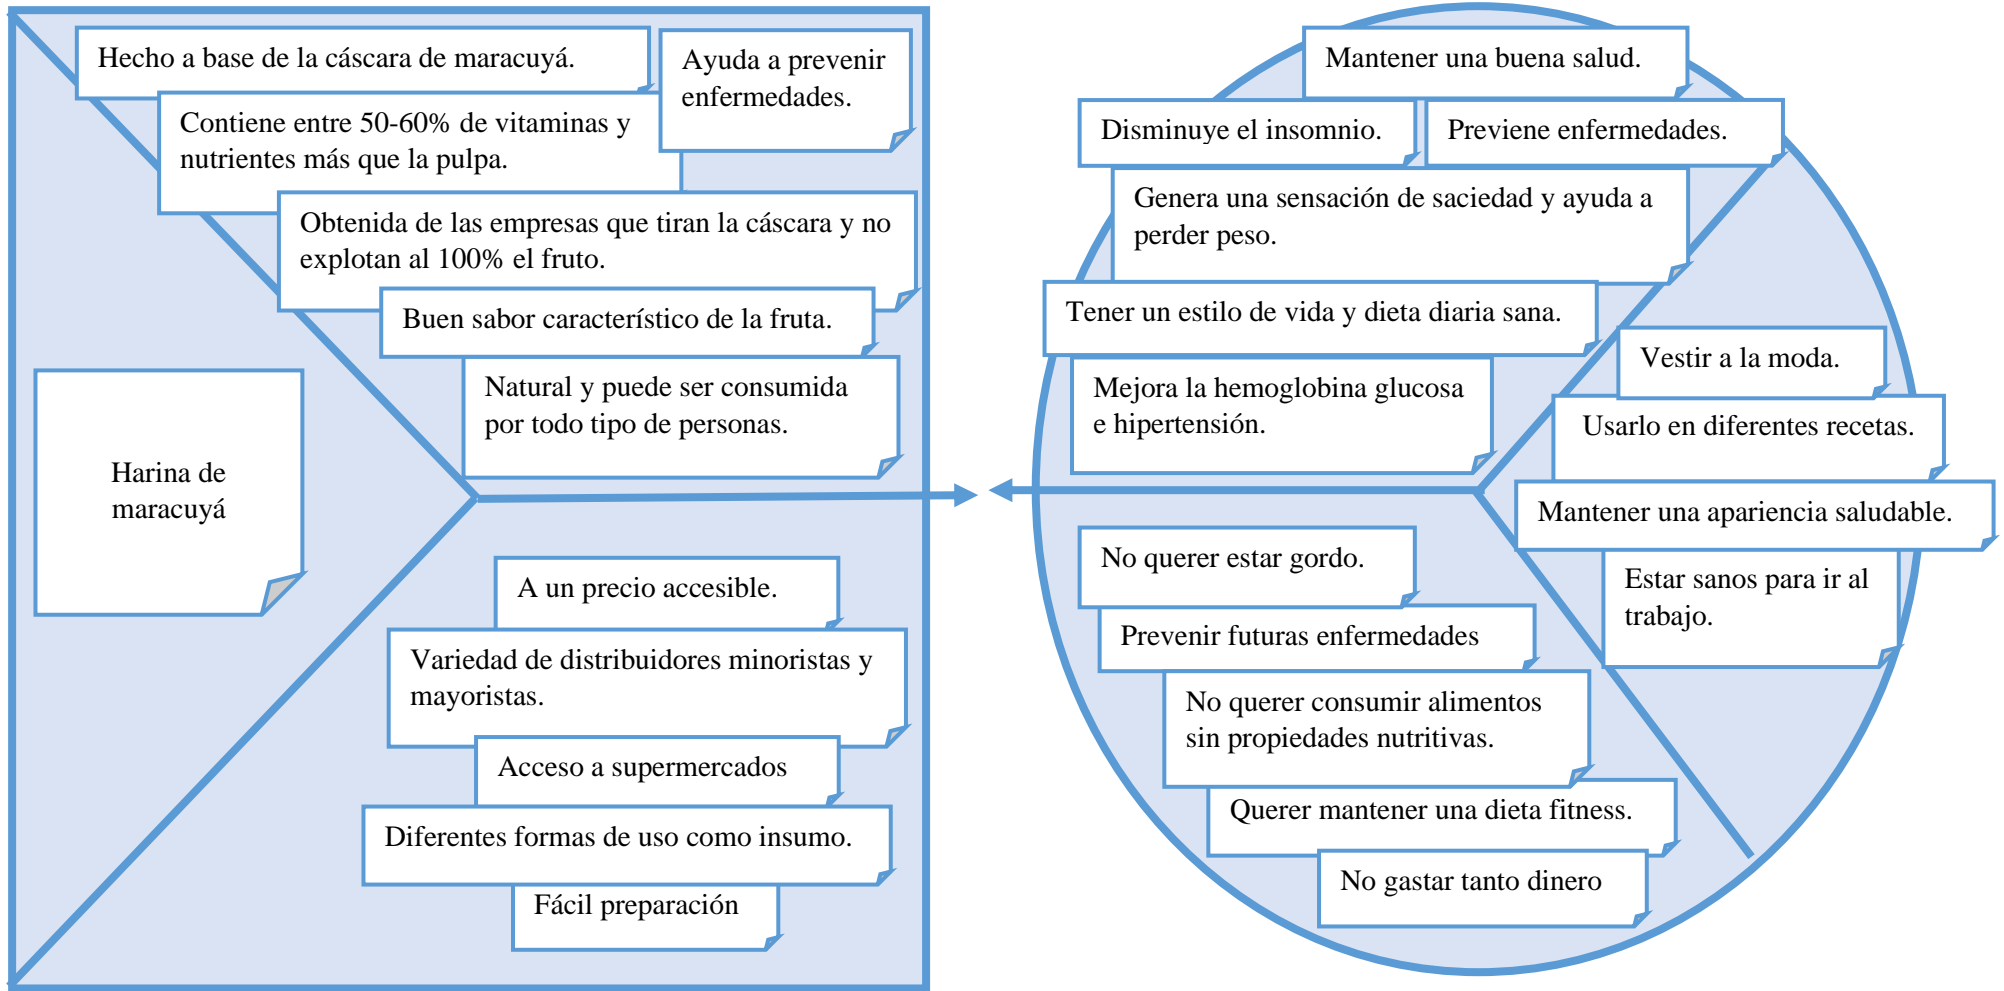 Hecho a base de la cáscara de maracuyá.
Ayuda a prevenir
enfermedades.
Contiene entre 50-60% de vitaminas y
nutrientes más que la pulpa.
Obtenida de las empresas que tiran la cáscara y no
explotan al 100% el fruto.
Buen sabor característico de la fruta.
Natural y puede ser consumida
por todo tipo de personas.
Harina de
maracuyá
A un precio accesible.
Variedad de distribuidores minoristas y
mayoristas.
Acceso a supermercados
Diferentes formas de uso como insumo.
Fácil preparación
Mantener una buena salud.
Disminuye el insomnio.
Previene enfermedades.
Genera una sensación de saciedad y ayuda a
perder peso.
Tener un estilo de vida y dieta diaria sana.
Mejora la hemoglobina glucosa
e hipertensión.
Vestir a la moda.
Usarlo en diferentes recetas.
Mantener una apariencia saludable.
Estar sanos para ir al
trabajo.
No querer estar gordo.
Prevenir futuras enfermedades
No querer consumir alimentos
sin propiedades nutritivas.
Querer mantener una dieta fitness.
No gastar tanto dinero